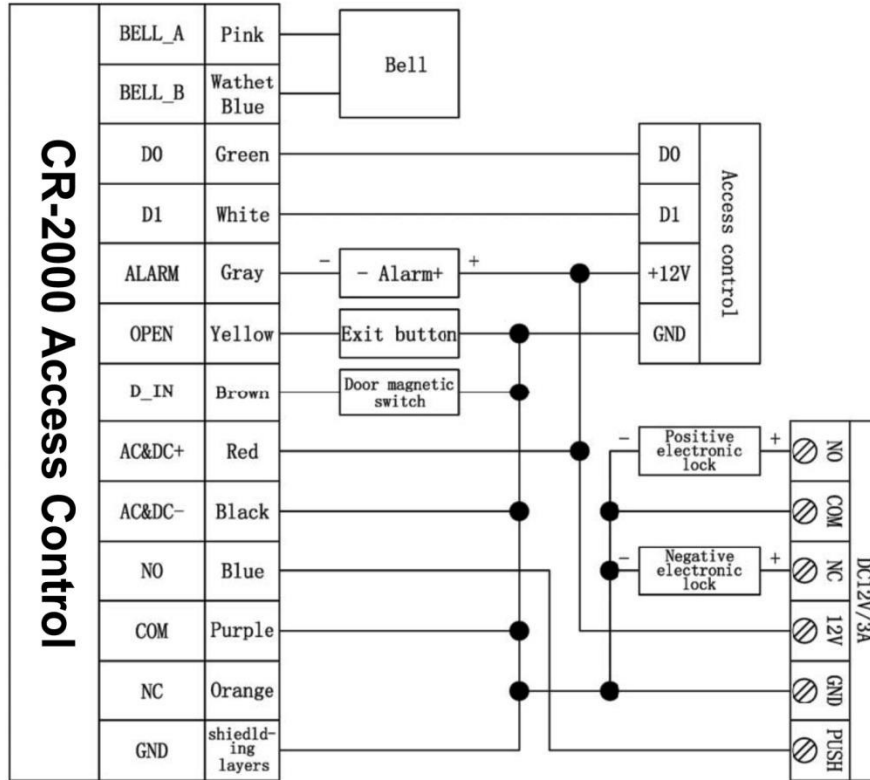 CR-2000 Access Control
BELL_A Pink
BELL_B Wathet
Blue
Bell
D0 Green
D0
D1 White
D1
ALARM Gray
- - Alarm+ +
+12V
OPEN Yellow
Exit button
GND
Access control
D_IN Brown
Door magnetic
switch
AC&DC+ Red
- Positive +
electronic
lock
NO
AC&DC- Black
COM
NO Blue
- Negative +
electronic
lock
NC
COM Purple
12V
NC Orange
GND
GND shiedld-
ing
layers
PUSH
DC12V/3A